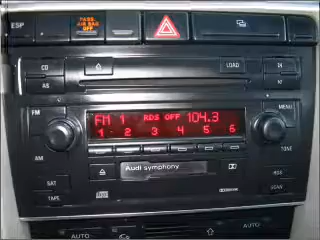 ESP
PASS.
AIR BAG
OFF
CD
LOAD
AS
FM
MENU
FM 1 RDS OFF 104.3
1 2 3 4 5 6
AM
TONE
Audi symphony
SAT
RDS
TAPE
SCAN
AUTO
AUTO